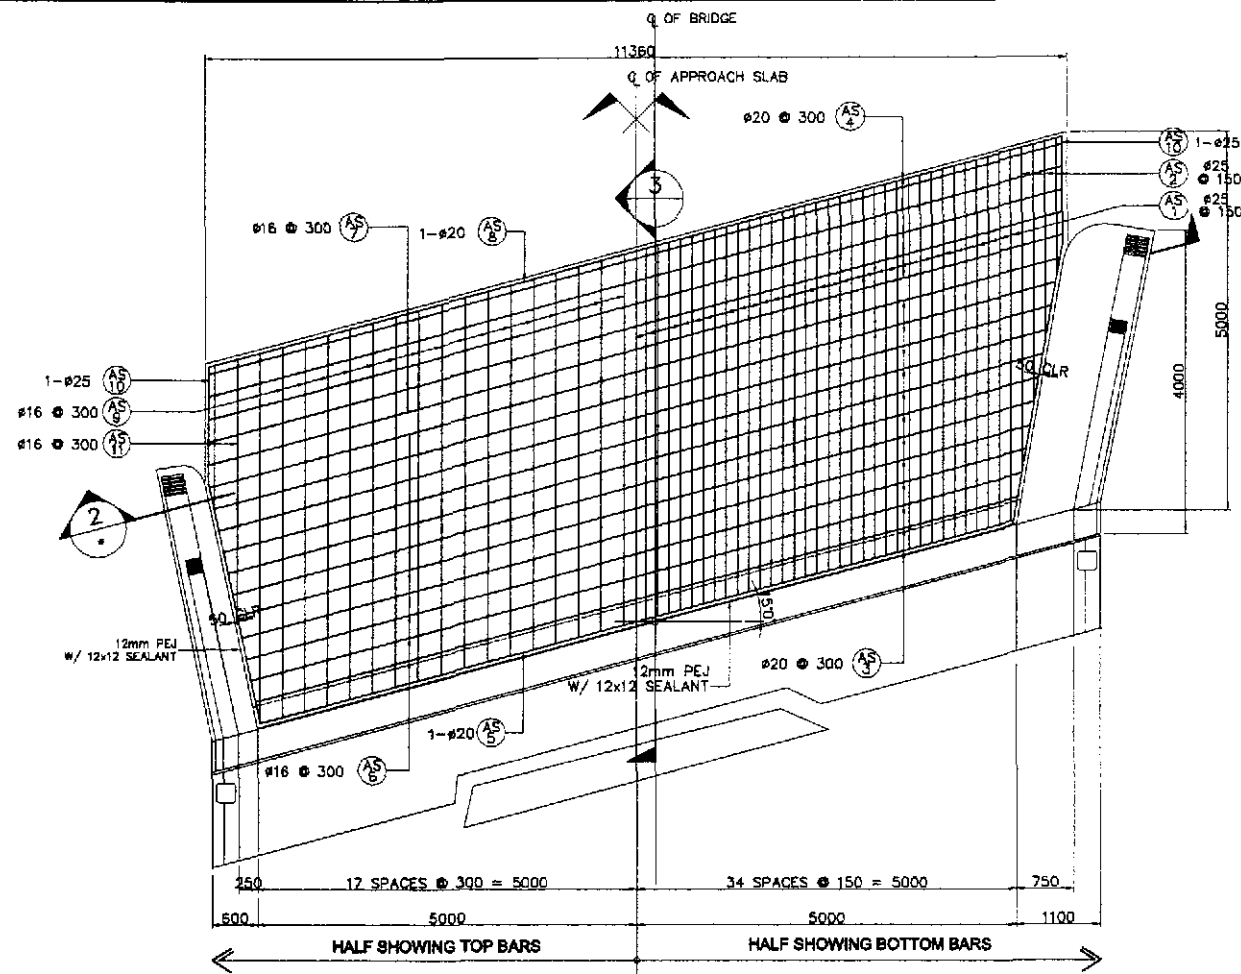 ℄ OF BRIDGE
11360
℄ OF APPROACH SLAB
ø20 @ 300 AS 4
AS 10 1-ø25
AS 2 ø25 @ 150
AS 1 ø25 @ 150
3
ø16 @ 300 AS 7
1-ø20 AS 8
5000
4000
50 CLR
1-ø25 AS 10
ø16 @ 300 AS 9
ø16 @ 300 AS 11
2
50 CLR
12mm PEJ
W/ 12x12 SEALANT
12mm PEJ
W/ 12x12 SEALANT
ø20 @ 300 AS 3
1-ø20 AS 5
ø16 @ 300 AS 6
250
17 SPACES @ 300 = 5000
34 SPACES @ 150 = 5000
750
600
5000
5000
1100
HALF SHOWING TOP BARS
HALF SHOWING BOTTOM BARS